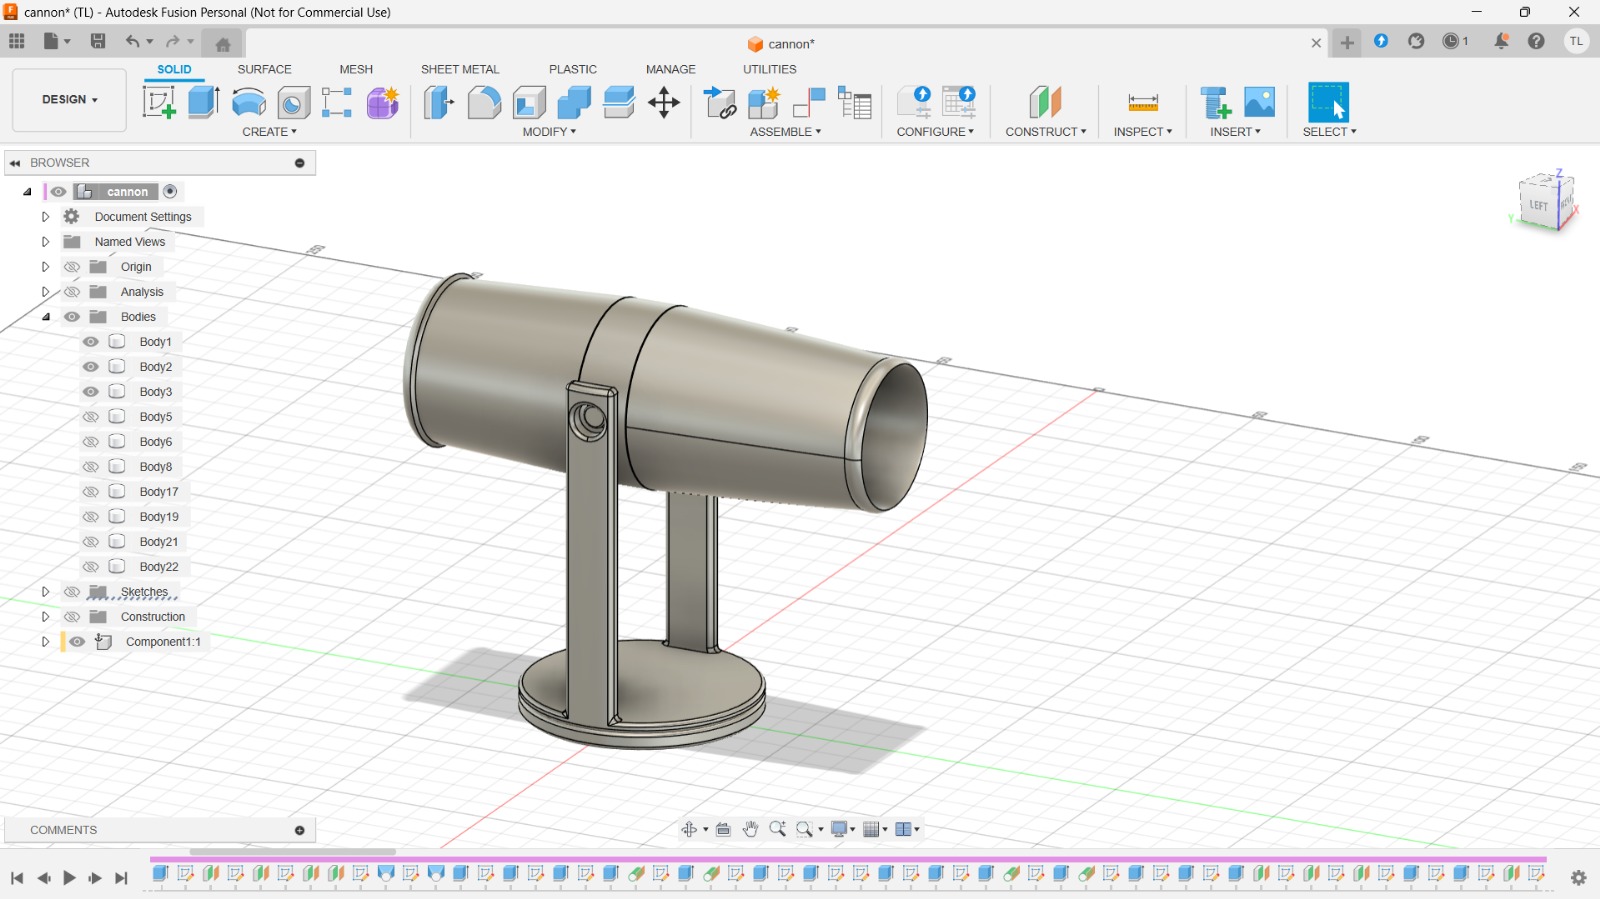 cannon* (TL) - Autodesk Fusion Personal (Not for Commercial Use)
cannon*
1
TL
DESIGN
SOLID
SURFACE
MESH
SHEET METAL
PLASTIC
MANAGE
UTILITIES
CREATE
MODIFY
ASSEMBLE
CONFIGURE
CONSTRUCT
INSPECT
INSERT
SELECT
BROWSER
cannon
Document Settings
Named Views
Origin
Analysis
Bodies
Body1
Body2
Body3
Body5
Body6
Body8
Body17
Body19
Body21
Body22
Sketches
Construction
Component1:1
Z
LEFT
Y
X
COMMENTS